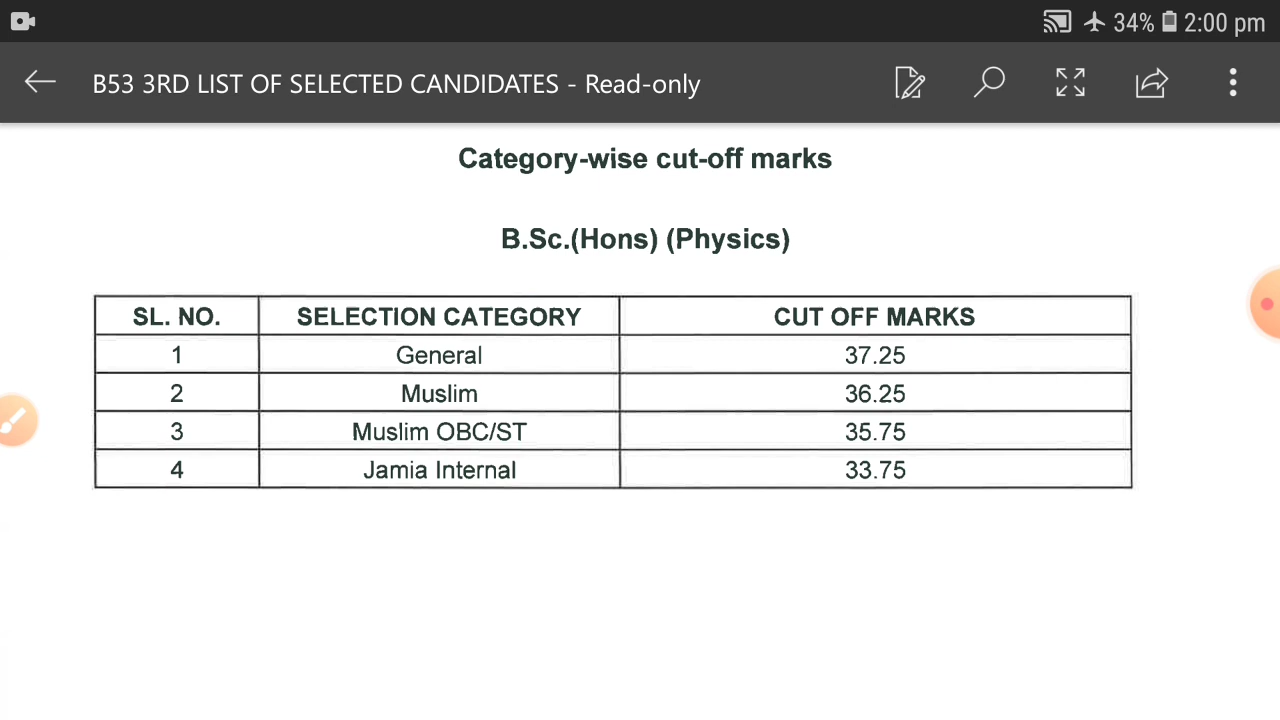 34% 2:00 pm
B53 3RD LIST OF SELECTED CANDIDATES - Read-only
Category-wise cut-off marks
B.Sc.(Hons) (Physics)
SL. NO. SELECTION CATEGORY CUT OFF MARKS
1 General 37.25
2 Muslim 36.25
3 Muslim OBC/ST 35.75
4 Jamia Internal 33.75